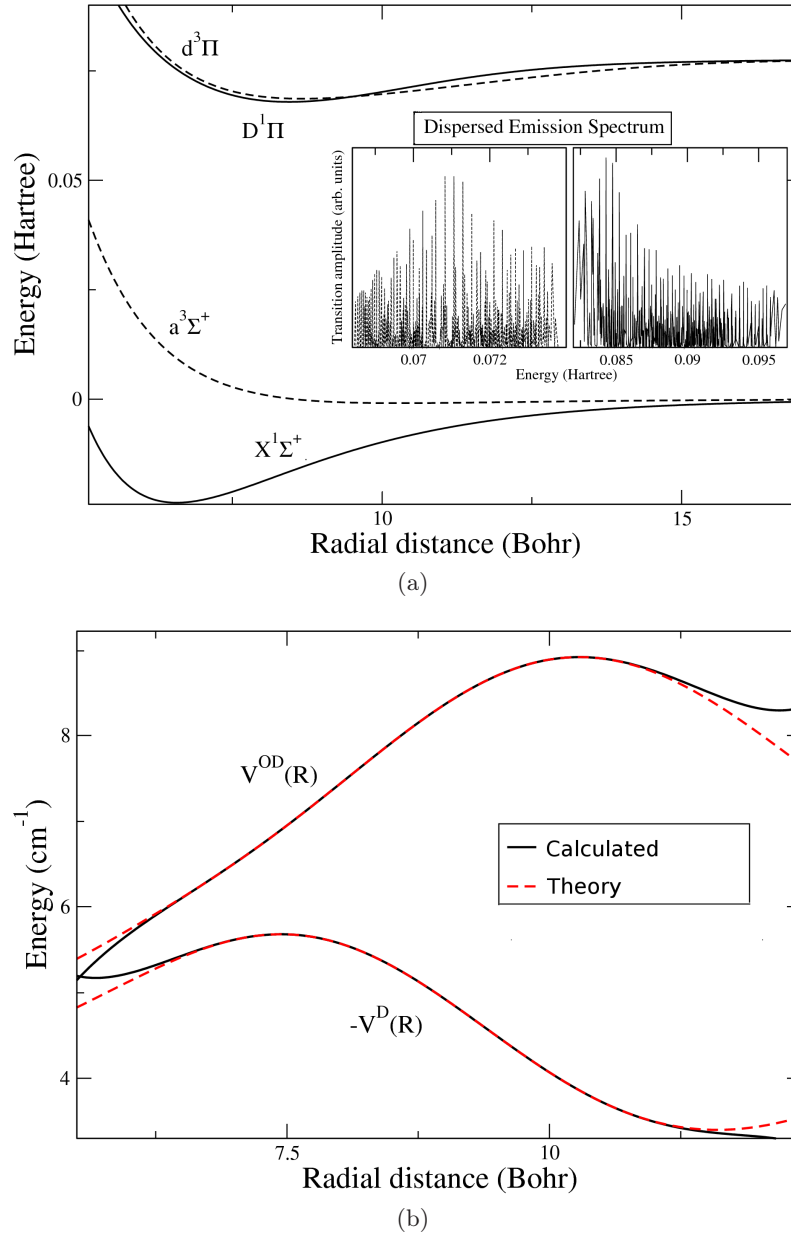 d³Π
D¹Π
Dispersed Emission Spectrum
Transition amplitude (arb. units)
0.07
0.072
0.085
0.09
0.095
Energy (Hartree)
0.05
Energy (Hartree)
a³Σ⁺
0
X¹Σ⁺
10
15
Radial distance (Bohr)
(a)
8
V^OD(R)
Energy (cm⁻¹)
Calculated
Theory
6
-V^D(R)
4
7.5
10
Radial distance (Bohr)
(b)